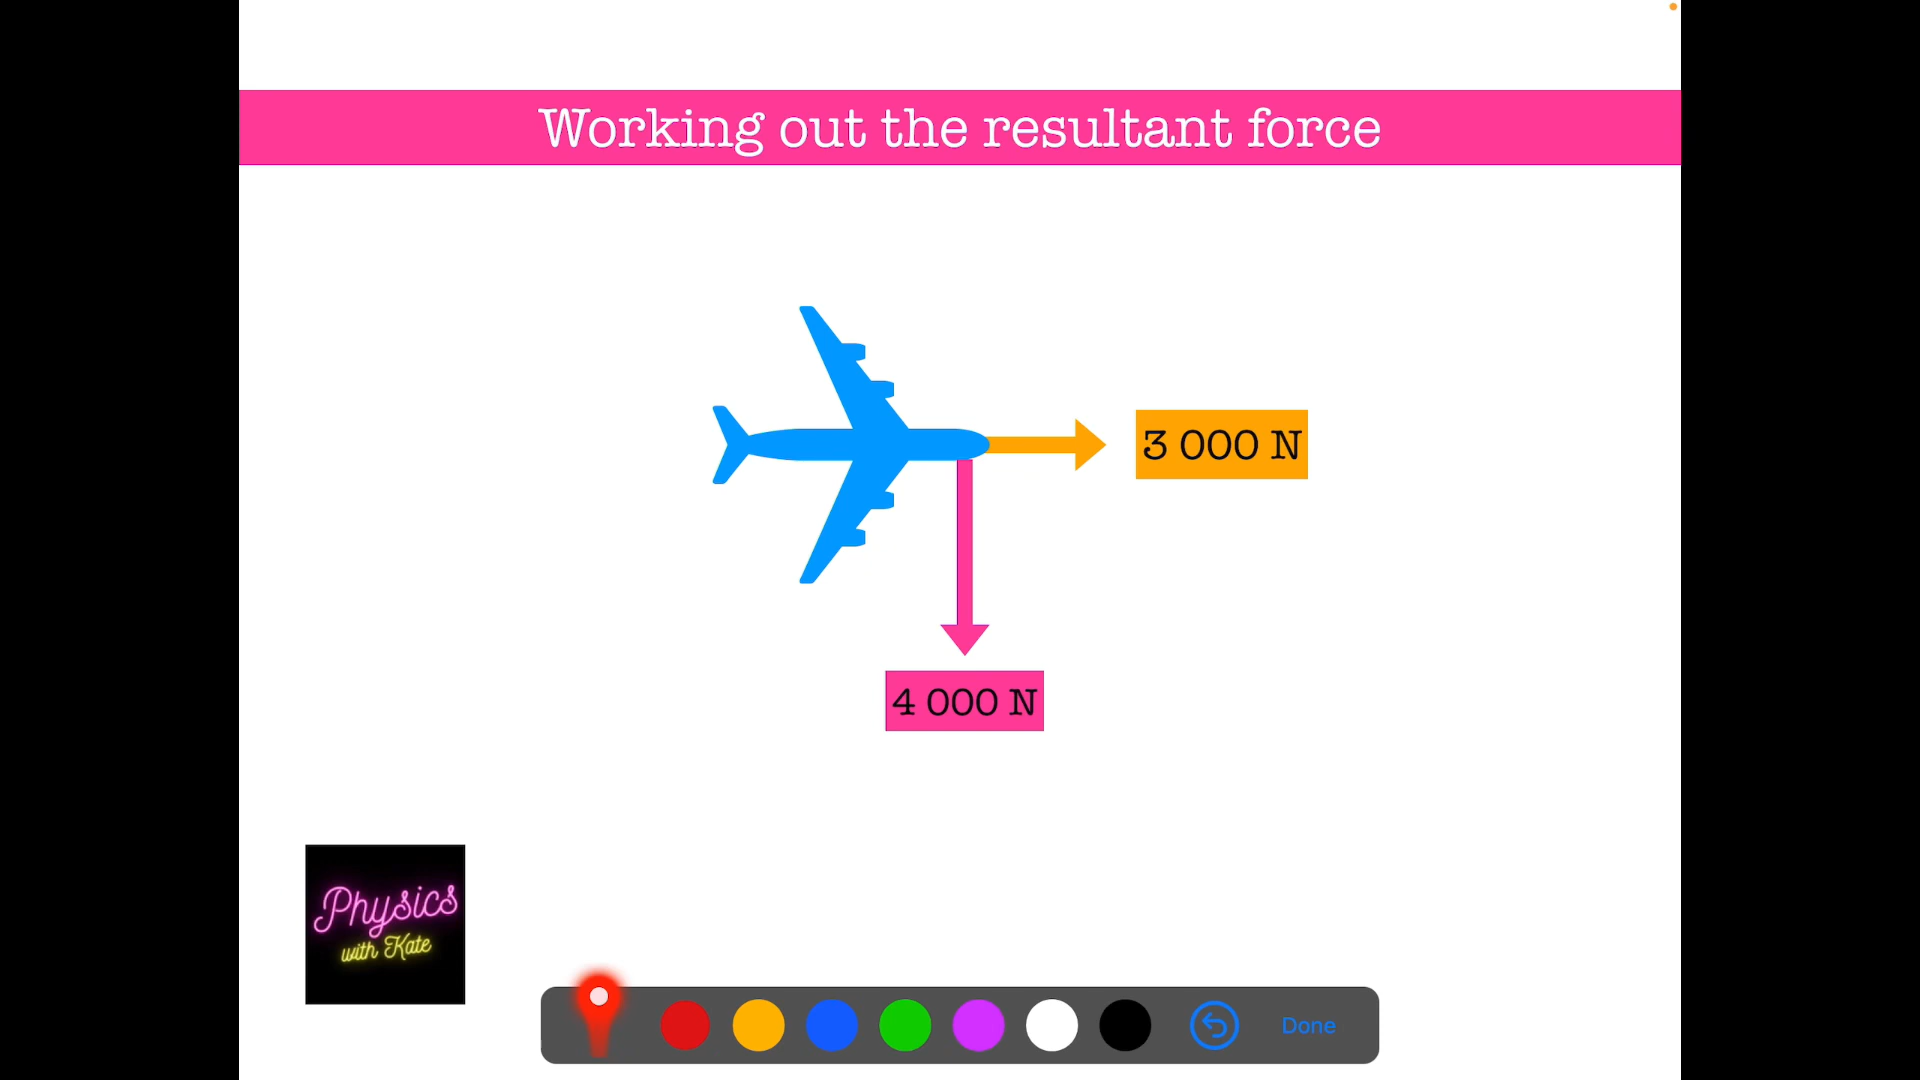 Working out the resultant force
3 000 N
4 000 N
Physics
with Kate
Done